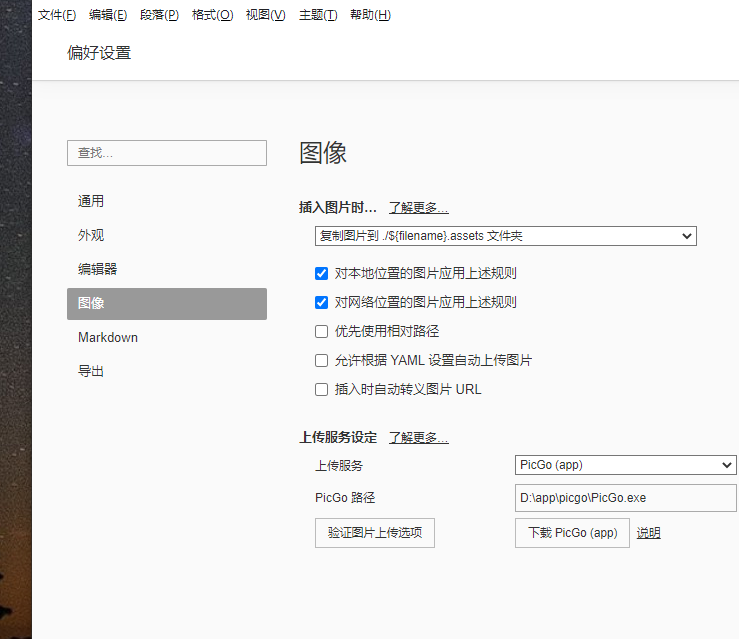 文件(F) 编辑(E) 段落(P) 格式(O) 视图(V) 主题(T) 帮助(H)
偏好设置
查找...
通用
外观
编辑器
图像
Markdown
导出
图像
插入图片时... 了解更多...
复制图片到 ./${filename}.assets 文件夹
对本地位置的图片应用上述规则
对网络位置的图片应用上述规则
优先使用相对路径
允许根据 YAML 设置自动上传图片
插入时自动转义图片 URL
上传服务设定 了解更多...
上传服务 PicGo (app)
PicGo 路径 D:\app\picgo\PicGo.exe
验证图片上传选项 下载 PicGo (app) 说明